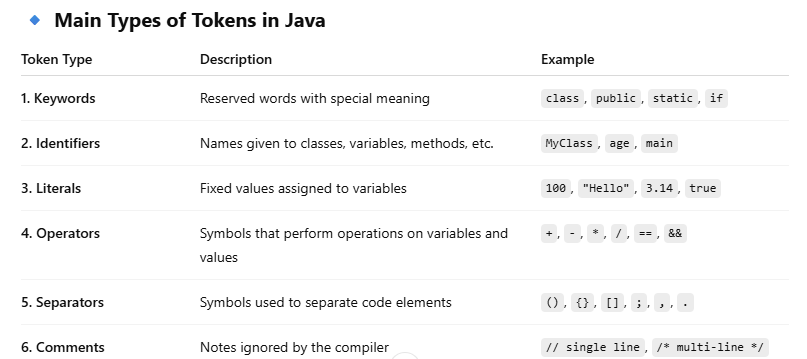 Main Types of Tokens in Java
Token Type Description Example
1. Keywords Reserved words with special meaning class, public, static, if
2. Identifiers Names given to classes, variables, methods, etc. MyClass, age, main
3. Literals Fixed values assigned to variables 100, "Hello", 3.14, true
4. Operators Symbols that perform operations on variables and +, -, *, /, ==, &&
values
5. Separators Symbols used to separate code elements (), {}, [], ;, ,, .
6. Comments Notes ignored by the compiler // single line, /* multi-line */